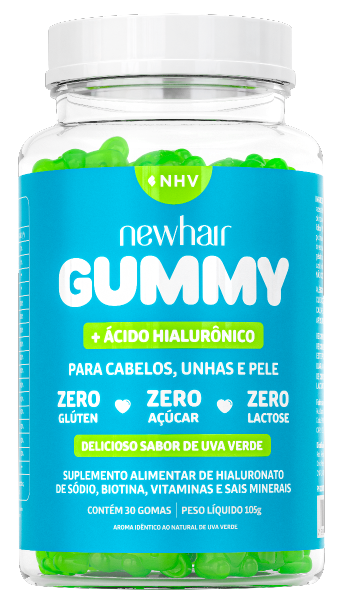 NHV
newhair
GUMMY
+ ÁCIDO HIALURÔNICO
PARA CABELOS, UNHAS E PELE
ZERO GLÚTEN
ZERO AÇÚCAR
ZERO LACTOSE
DELICIOSO SABOR DE UVA VERDE
SUPLEMENTO ALIMENTAR DE HIALURONATO
DE SÓDIO, BIOTINA, VITAMINAS E SAIS MINERAIS
CONTÉM 30 GOMAS | PESO LÍQUIDO 105g
AROMA IDÊNTICO AO NATURAL DE UVA VERDE